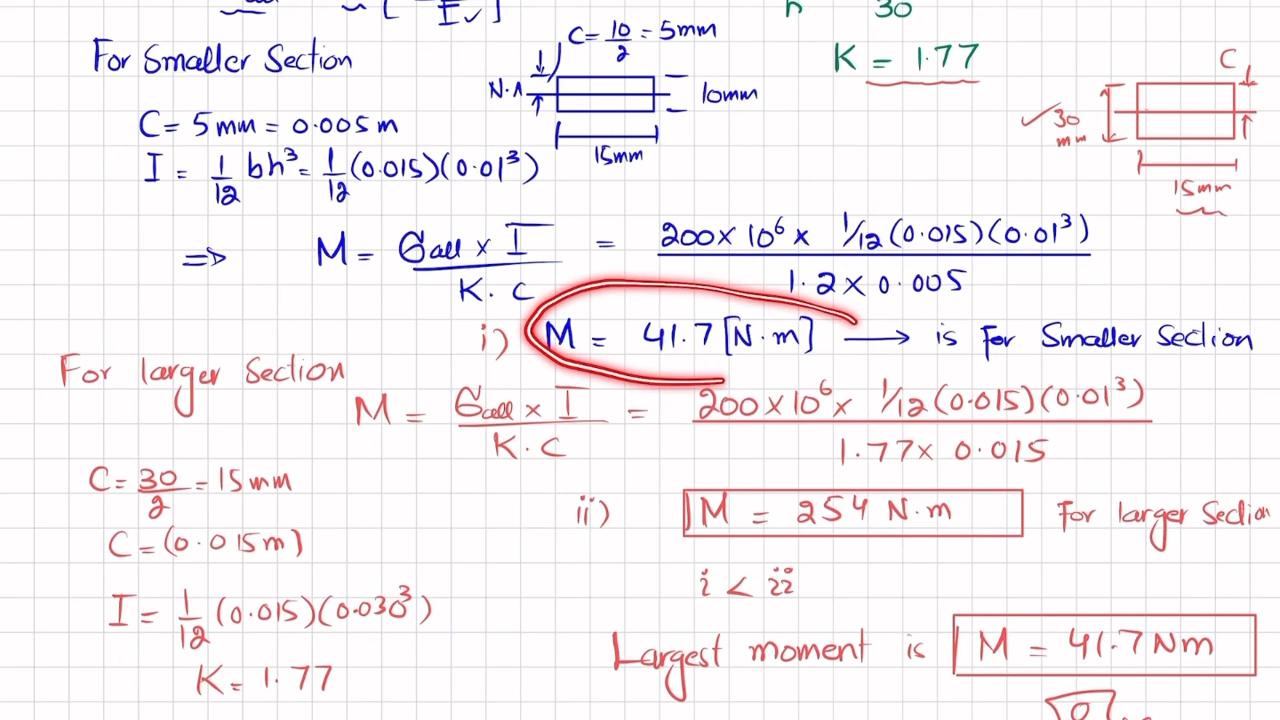 h 30
For Smaller Section
C = 10/2 = 5mm
K = 1.77
N.A
10mm
15mm
C
30 mm
15mm
C = 5mm = 0.005m
I = 1/12 bh³ = 1/12 (0.015)(0.01³)
=> M = σall × I / K.C = 200×10⁶ × 1/12(0.015)(0.01³) / 1.2 × 0.005
i) M = 41.7 [N.m] → is For Smaller Section
For larger Section
M = σall × I / K.C = 200×10⁶ × 1/12(0.015)(0.01³) / 1.77 × 0.015
C = 30/2 = 15mm
C = (0.015m)
ii) M = 254 N.m For larger Section
I = 1/12 (0.015)(0.030³)
i < ii
K = 1.77
Largest moment is M = 41.7 Nm